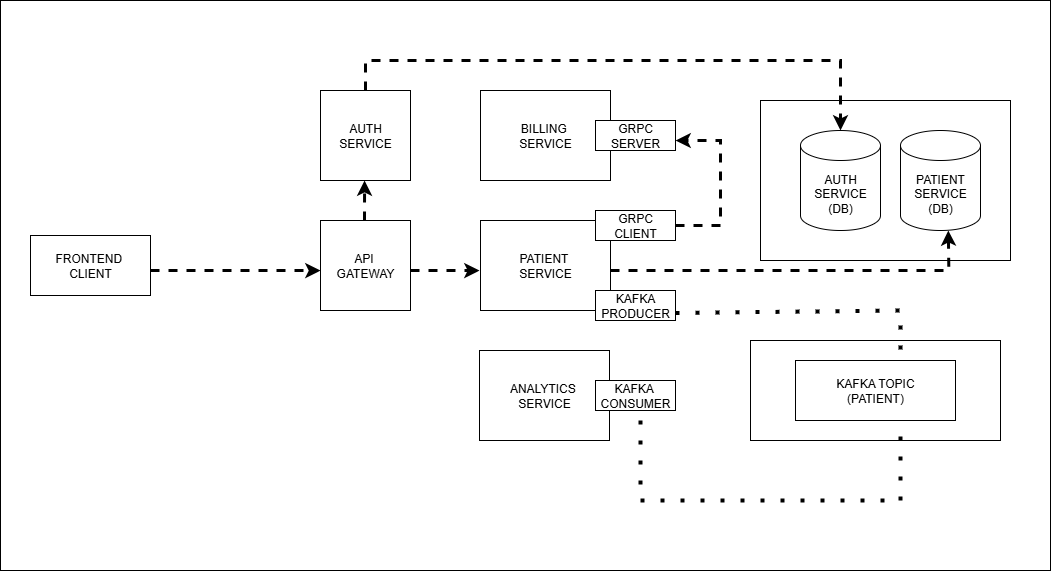 AUTH
SERVICE
BILLING
SERVICE
GRPC
SERVER
AUTH
SERVICE
(DB)
PATIENT
SERVICE
(DB)
FRONTEND
CLIENT
API
GATEWAY
PATIENT
SERVICE
GRPC
CLIENT
KAFKA
PRODUCER
ANALYTICS
SERVICE
KAFKA
CONSUMER
KAFKA TOPIC
(PATIENT)